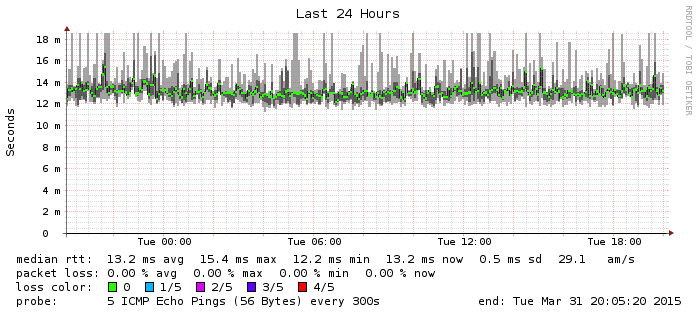 Last 24 Hours
RRDTOOL / TOBI OETIKER
Seconds
18 m
16 m
14 m
12 m
10 m
8 m
6 m
4 m
2 m
0
Tue 00:00 Tue 06:00 Tue 12:00 Tue 18:00
median rtt: 13.2 ms avg 15.4 ms max 12.2 ms min 13.2 ms now 0.5 ms sd 29.1 am/s
packet loss: 0.00 % avg 0.00 % max 0.00 % min 0.00 % now
loss color: 0 1/5 2/5 3/5 4/5
probe: 5 ICMP Echo Pings (56 Bytes) every 300s end: Tue Mar 31 20:05:20 2015